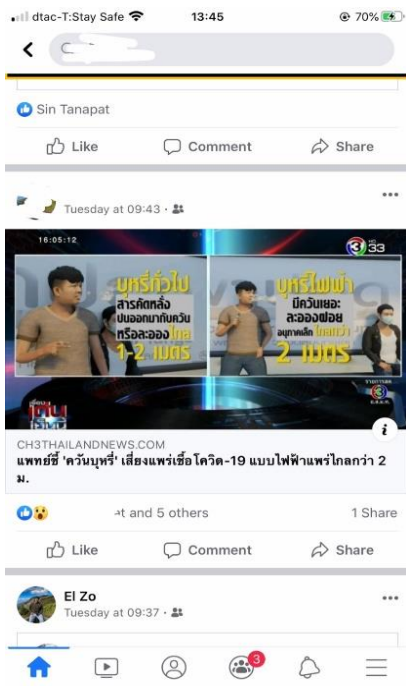 dtac-T:Stay Safe 13:45 70%
Sin Tanapat
Like Comment Share
Tuesday at 09:43
16:05:12
3 HD 33
บุหรี่ทั่วไป
สารคัดหลั่ง
ปนออกมากับควัน
หรือละออง ไกล
1-2 เมตร
บุหรี่ไฟฟ้า
มีควันเยอะ
ละอองฝอย
อนุภาคเล็ก ไกลกว่า
2 เมตร
CH3THAILANDNEWS.COM
แพทย์ชี้ 'ควันบุหรี่' เสี่ยงแพร่เชื้อโควิด-19 แบบไฟฟ้าแพร่ไกลกว่า 2
ม.
and 5 others 1 Share
Like Comment Share
El Zo
Tuesday at 09:37
3